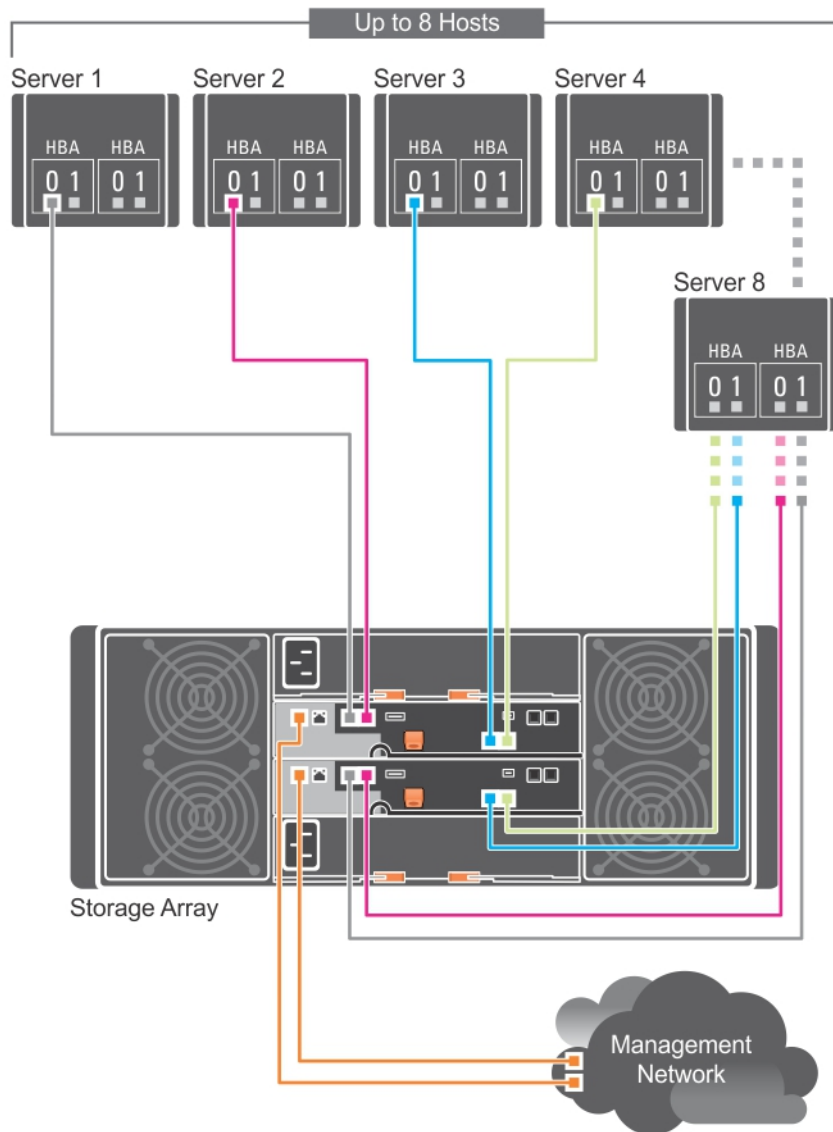 Up to 8 Hosts
Server 1
Server 2
Server 3
Server 4
HBA HBA
0 1 0 1
HBA HBA
0 1 0 1
HBA HBA
0 1 0 1
HBA HBA
0 1 0 1
Server 8
HBA HBA
0 1 0 1
Storage Array
Management
Network